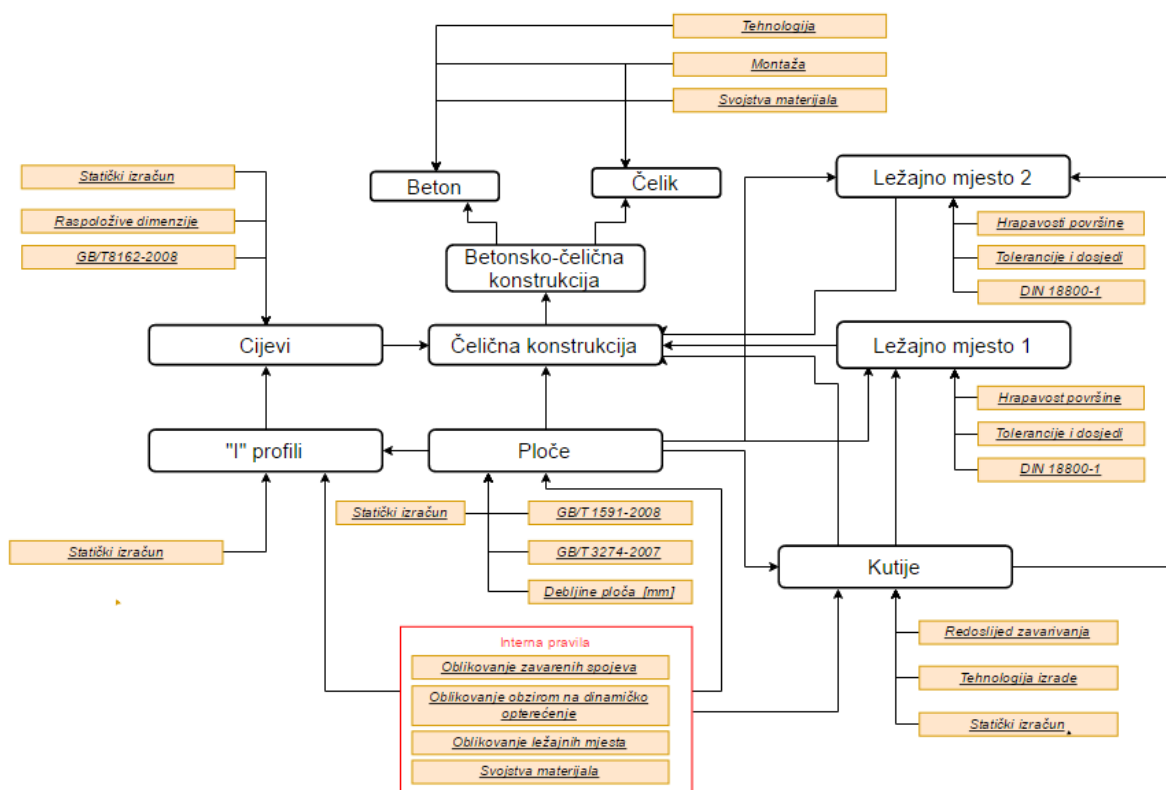 Tehnologija
Montaža
Svojstva materijala
Statički izračun
Raspoložive dimenzije
GB/T8162-2008
Beton
Čelik
Ležajno mjesto 2
Hrapavosti površine
Tolerancije i dosjedi
DIN 18800-1
Betonsko-čelična
konstrukcija
Cijevi
Čelična konstrukcija
Ležajno mjesto 1
Hrapavost površine
Tolerancije i dosjedi
DIN 18800-1
"I" profili
Ploče
Statički izračun
GB/T 1591-2008
Statički izračun
GB/T 3274-2007
Debljine ploča [mm]
Kutije
Redoslijed zavarivanja
Tehnologija izrade
Statički izračun
Interna pravila
Oblikovanje zavarenih spojeva
Oblikovanje obzirom na dinamičko
opterećenje
Oblikovanje ležajnih mjesta
Svojstva materijala